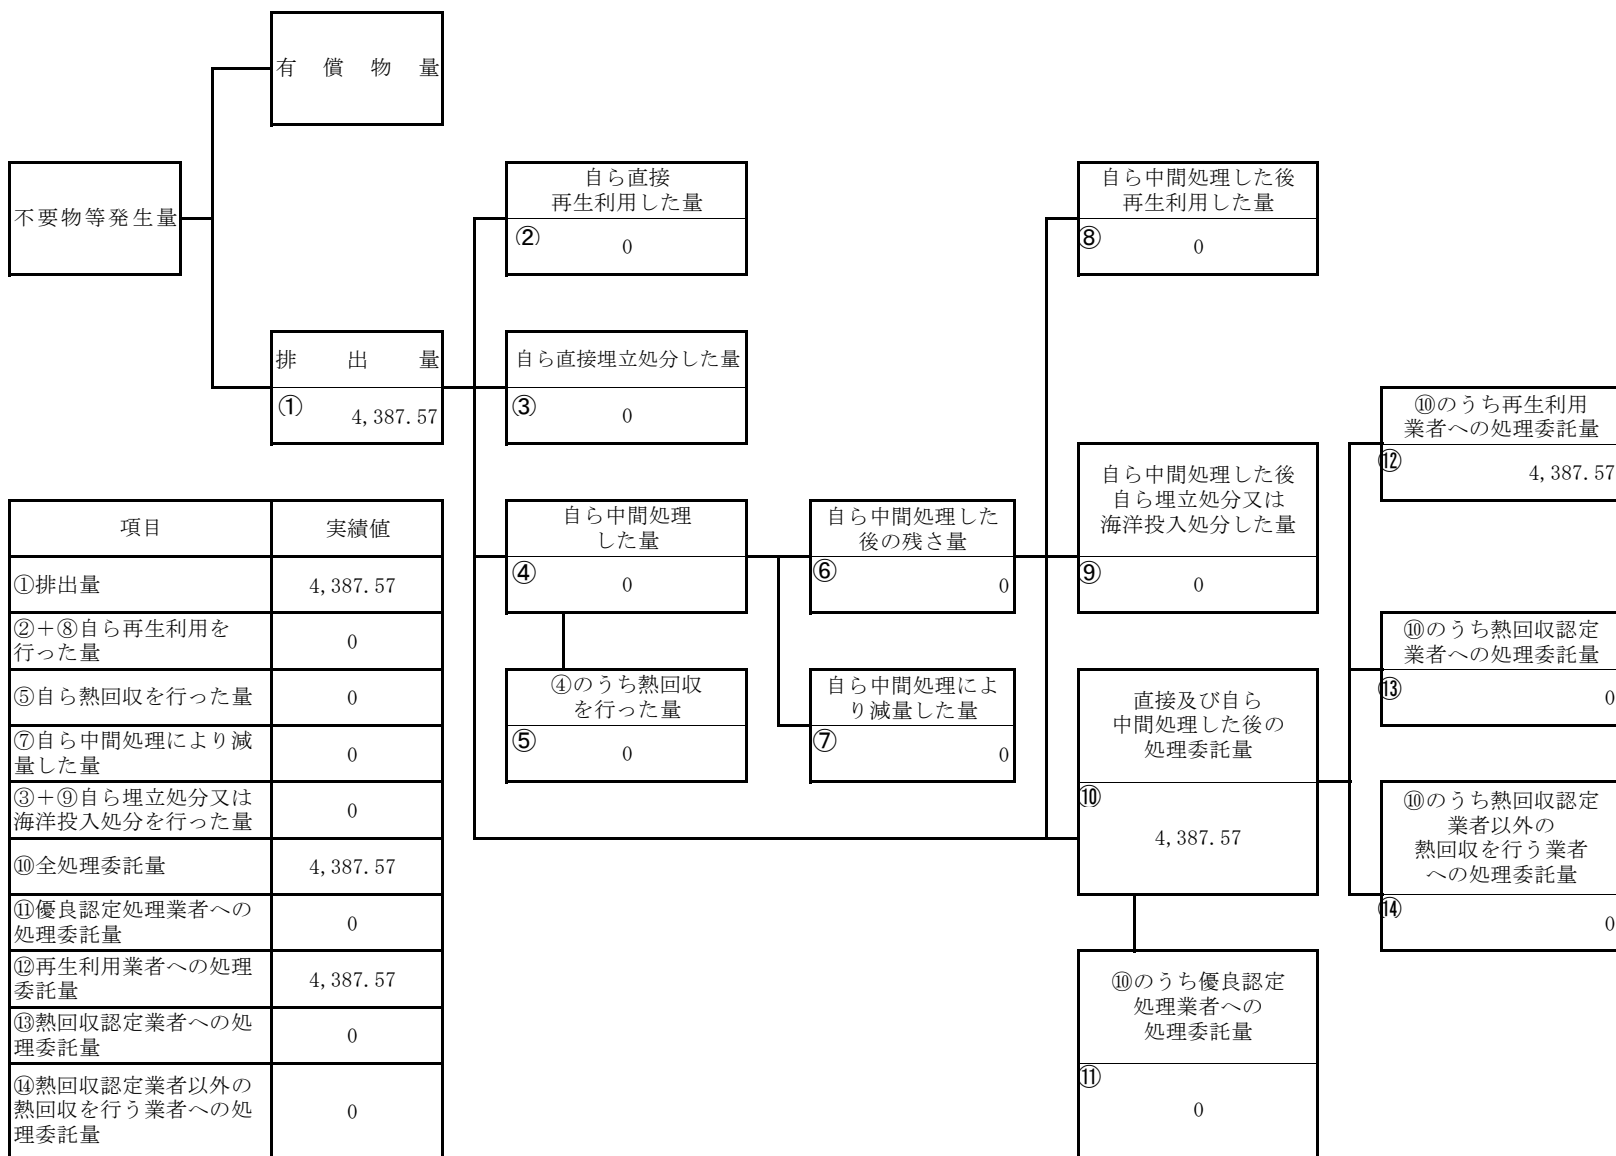 有償物量
不要物等発生量
自ら直接
再生利用した量
② 0
自ら中間処理した後
再生利用した量
⑧ 0
排出量
① 4,387.57
自ら直接埋立処分した量
③ 0
⑩のうち再生利用
業者への処理委託量
⑫ 4,387.57
自ら中間処理
した量
④ 0
自ら中間処理した
後の残さ量
⑥ 0
自ら中間処理した後
自ら埋立処分又は
海洋投入処分した量
⑨ 0
⑩のうち熱回収認定
業者への処理委託量
⑬ 0
④のうち熱回収
を行った量
⑤ 0
自ら中間処理によ
り減量した量
⑦ 0
直接及び自ら
中間処理した後の
処理委託量
⑩
4,387.57
⑩のうち熱回収認定
業者以外の
熱回収を行う業者
への処理委託量
⑭ 0
⑩のうち優良認定
処理業者への
処理委託量
⑪
0
項目 実績値
①排出量 4,387.57
②＋⑧自ら再生利用を
行った量 0
⑤自ら熱回収を行った量 0
⑦自ら中間処理により減
量した量 0
③＋⑨自ら埋立処分又は
海洋投入処分を行った量 0
⑩全処理委託量 4,387.57
⑪優良認定処理業者への
処理委託量 0
⑫再生利用業者への処理
委託量 4,387.57
⑬熱回収認定業者への処
理委託量 0
⑭熱回収認定業者以外の
熱回収を行う業者への処
理委託量 0